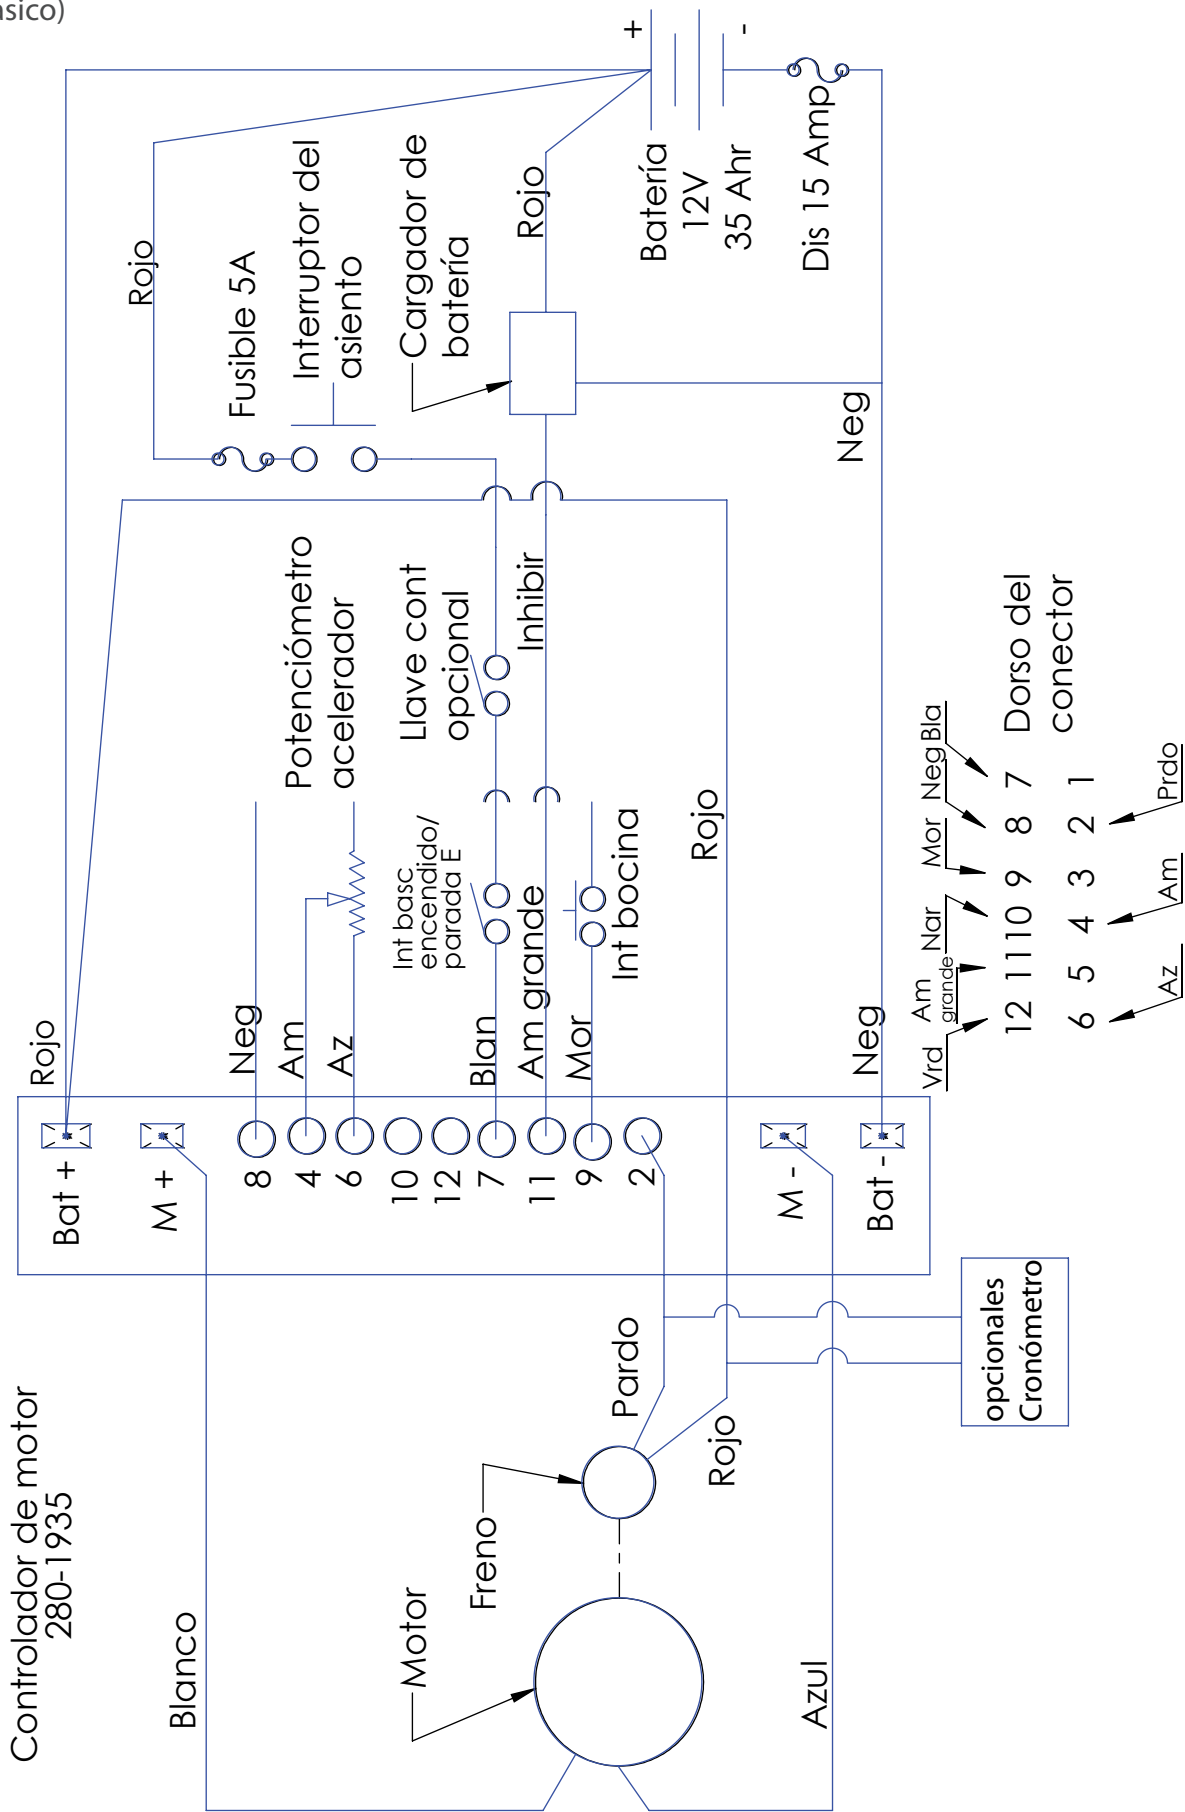 ásico)
Controlador de motor
280-1935
Blanco
Motor
Freno
Azul
Pardo
Rojo
opcionales
Cronómetro
Bat +
M +
8
4
6
10
12
7
11
9
2
M -
Bat -
Rojo
Neg
Am
Az
Blan
Am grande
Mor
Neg
Int basc
encendido/
parada E
Int bocina
Potenciómetro
acelerador
Llave cont
opcional
Inhibir
Rojo
Rojo
Fusible 5A
Interruptor del
asiento
Cargador de
batería
Rojo
Neg
+
-
Batería
12V
35 Ahr
Dis 15 Amp
Vrd
Am
grande
Nar
Mor
Neg
Bla
12 11 10 9 8 7
6 5 4 3 2 1
Az
Am
Prdo
Dorso del
conector